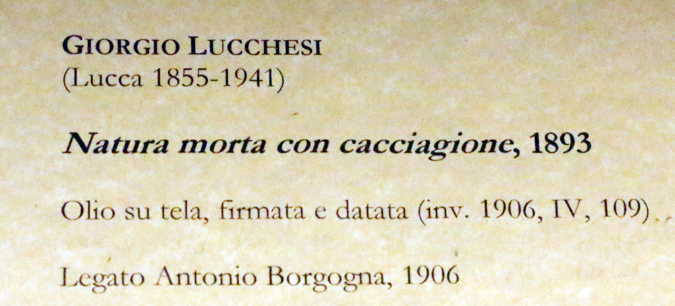 GIORGIO LUCCHESI
(Lucca 1855-1941)
Natura morta con cacciagione, 1893
Olio su tela, firmata e datata (inv. 1906, IV, 109)
Legato Antonio Borgogna, 1906